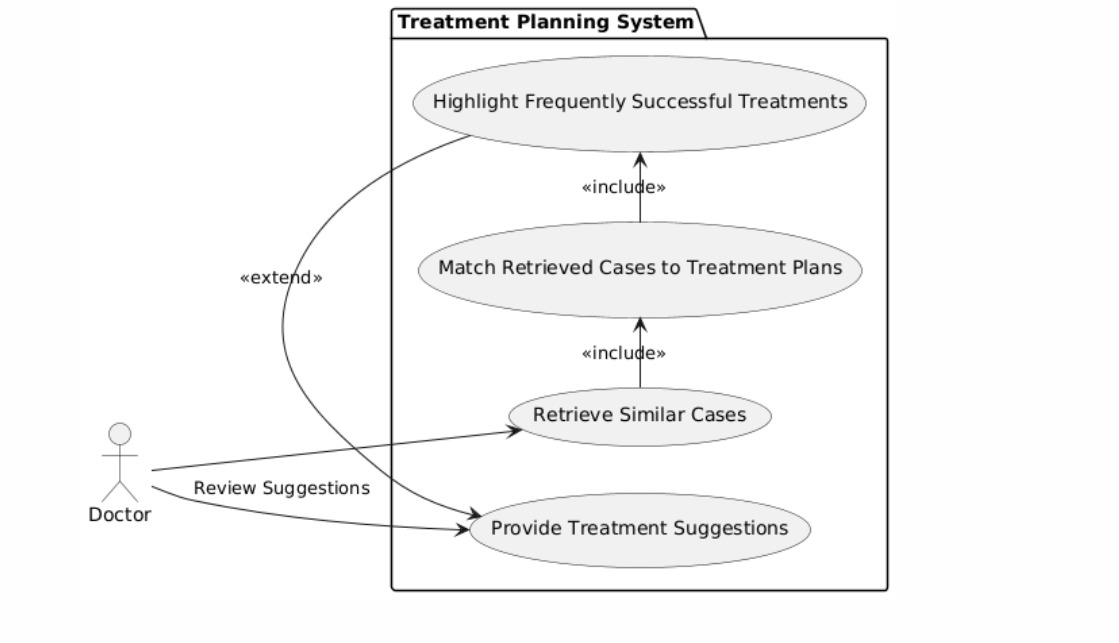 Treatment Planning System
Highlight Frequently Successful Treatments
«include»
Match Retrieved Cases to Treatment Plans
«extend»
«include»
Retrieve Similar Cases
Review Suggestions
Doctor
Provide Treatment Suggestions